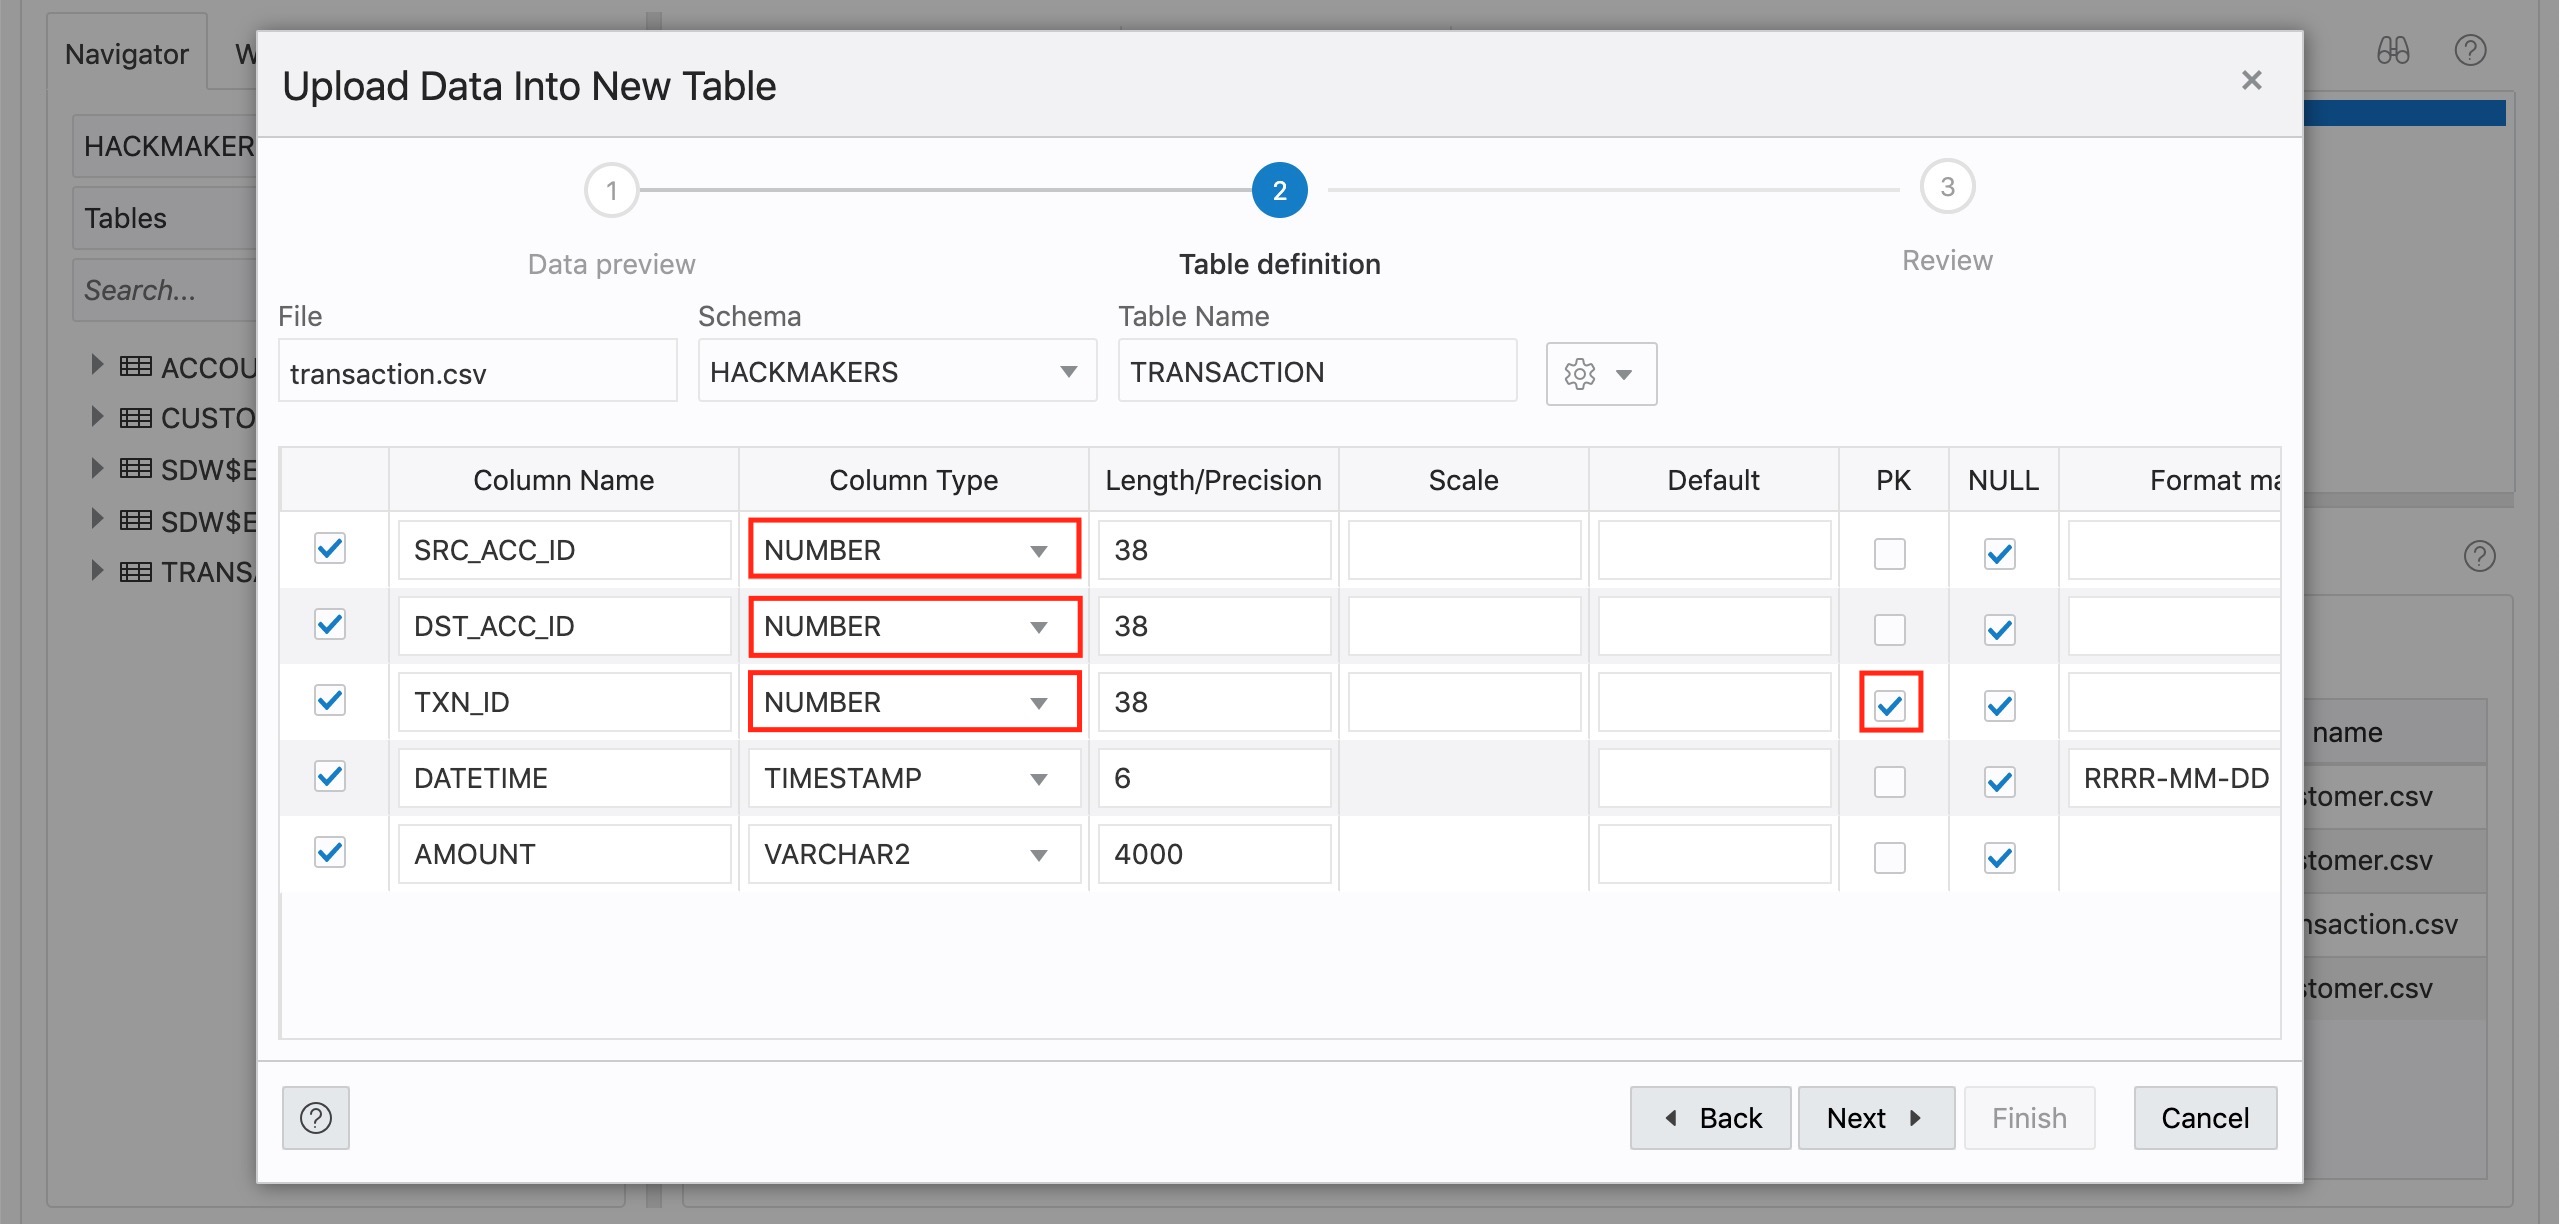 Navigator
Upload Data Into New Table
HACKMAKER
Tables
Search...
ACCOU
CUSTO
SDW$E
SDW$E
TRANSA
1
2
3
Data preview
Table definition
Review
File
Schema
Table Name
transaction.csv
HACKMAKERS
TRANSACTION
Column Name Column Type Length/Precision Scale Default PK NULL Format ma
SRC_ACC_ID NUMBER 38
DST_ACC_ID NUMBER 38
TXN_ID NUMBER 38
DATETIME TIMESTAMP 6 RRRR-MM-DD
AMOUNT VARCHAR2 4000
name
stomer.csv
stomer.csv
nsaction.csv
stomer.csv
?
Back
Next
Finish
Cancel